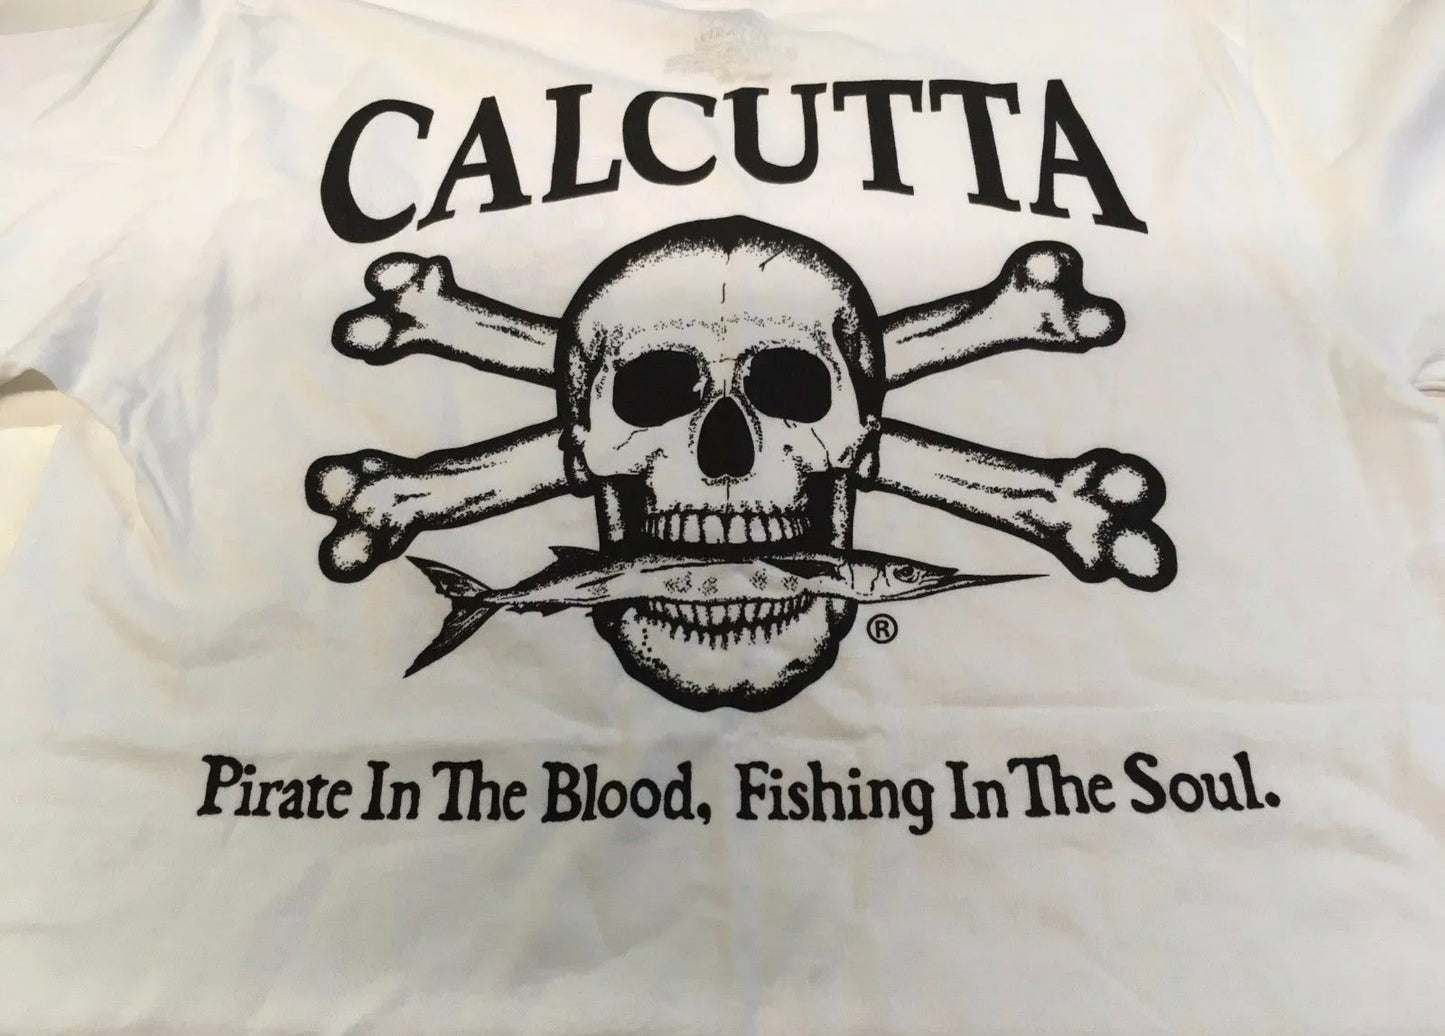 CALCUTTA
®
Pirate In The Blood, Fishing In The Soul.